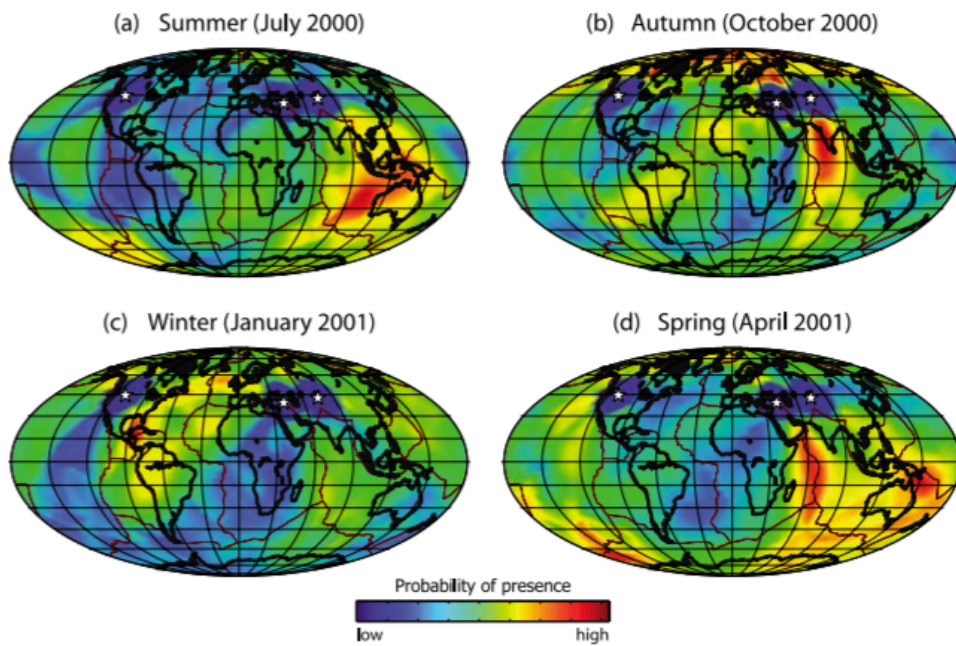 (a) Summer (July 2000)
(b) Autumn (October 2000)
(c) Winter (January 2001)
(d) Spring (April 2001)
Probability of presence
low
high